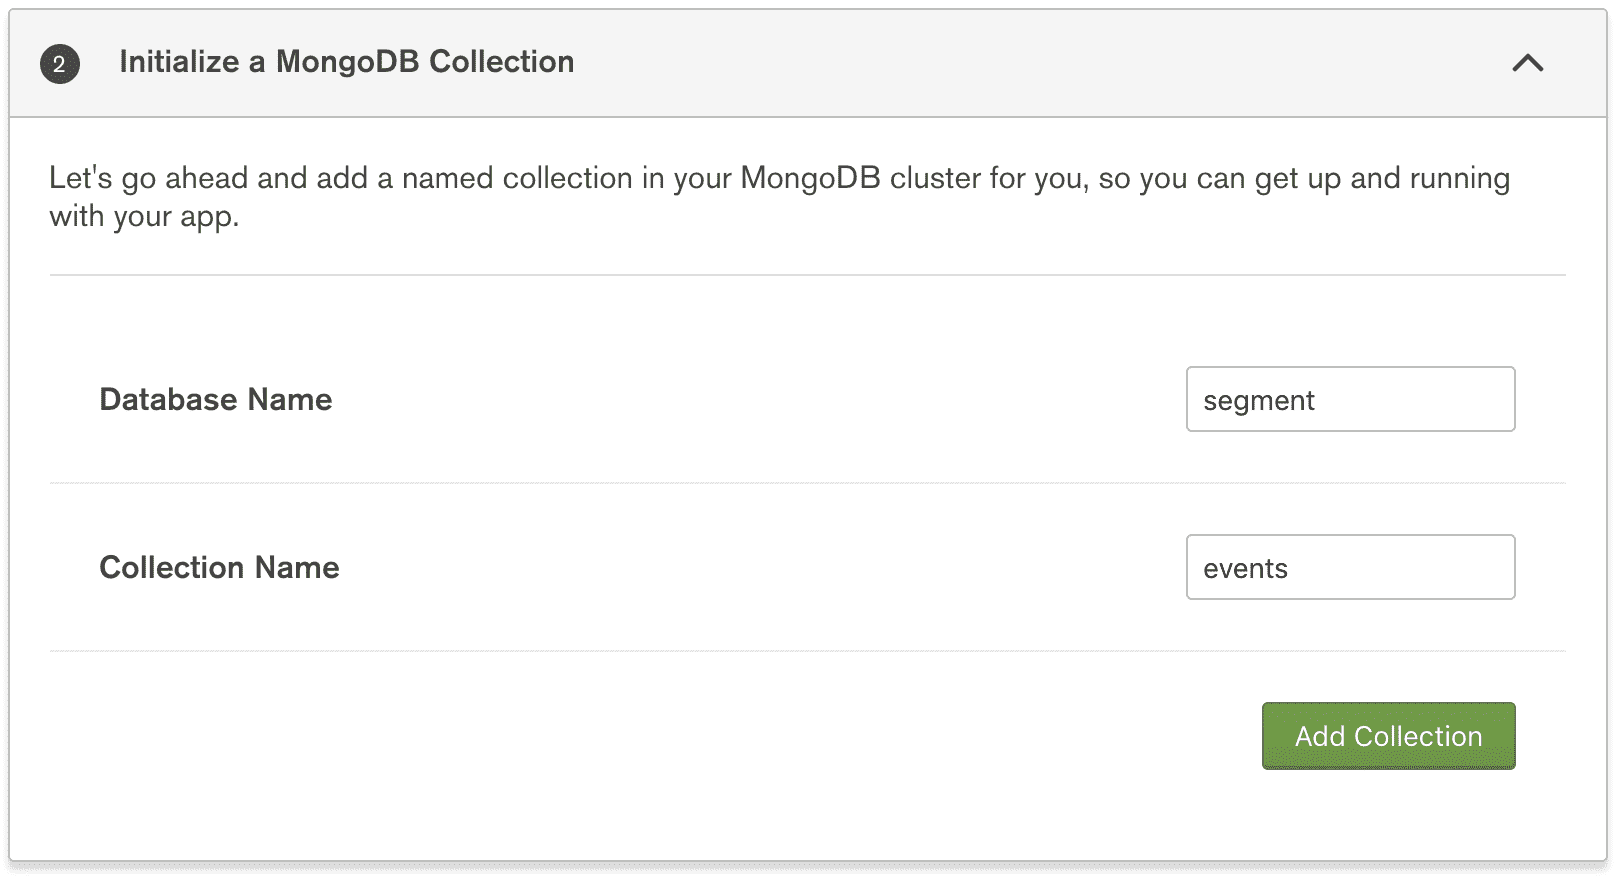 2
Initialize a MongoDB Collection
Let's go ahead and add a named collection in your MongoDB cluster for you, so you can get up and running
with your app.
Database Name
segment
Collection Name
events
Add Collection